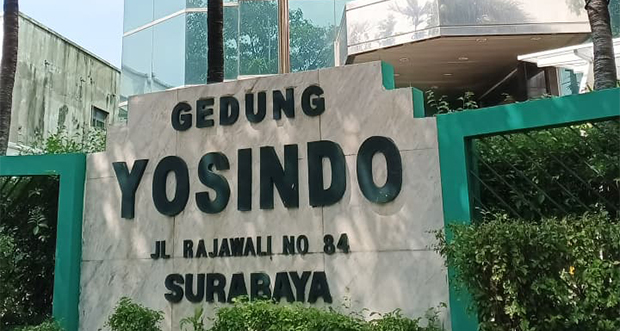 GEDUNG
YOSINDO
JL RAJAWALI NO 84
SURABAYA